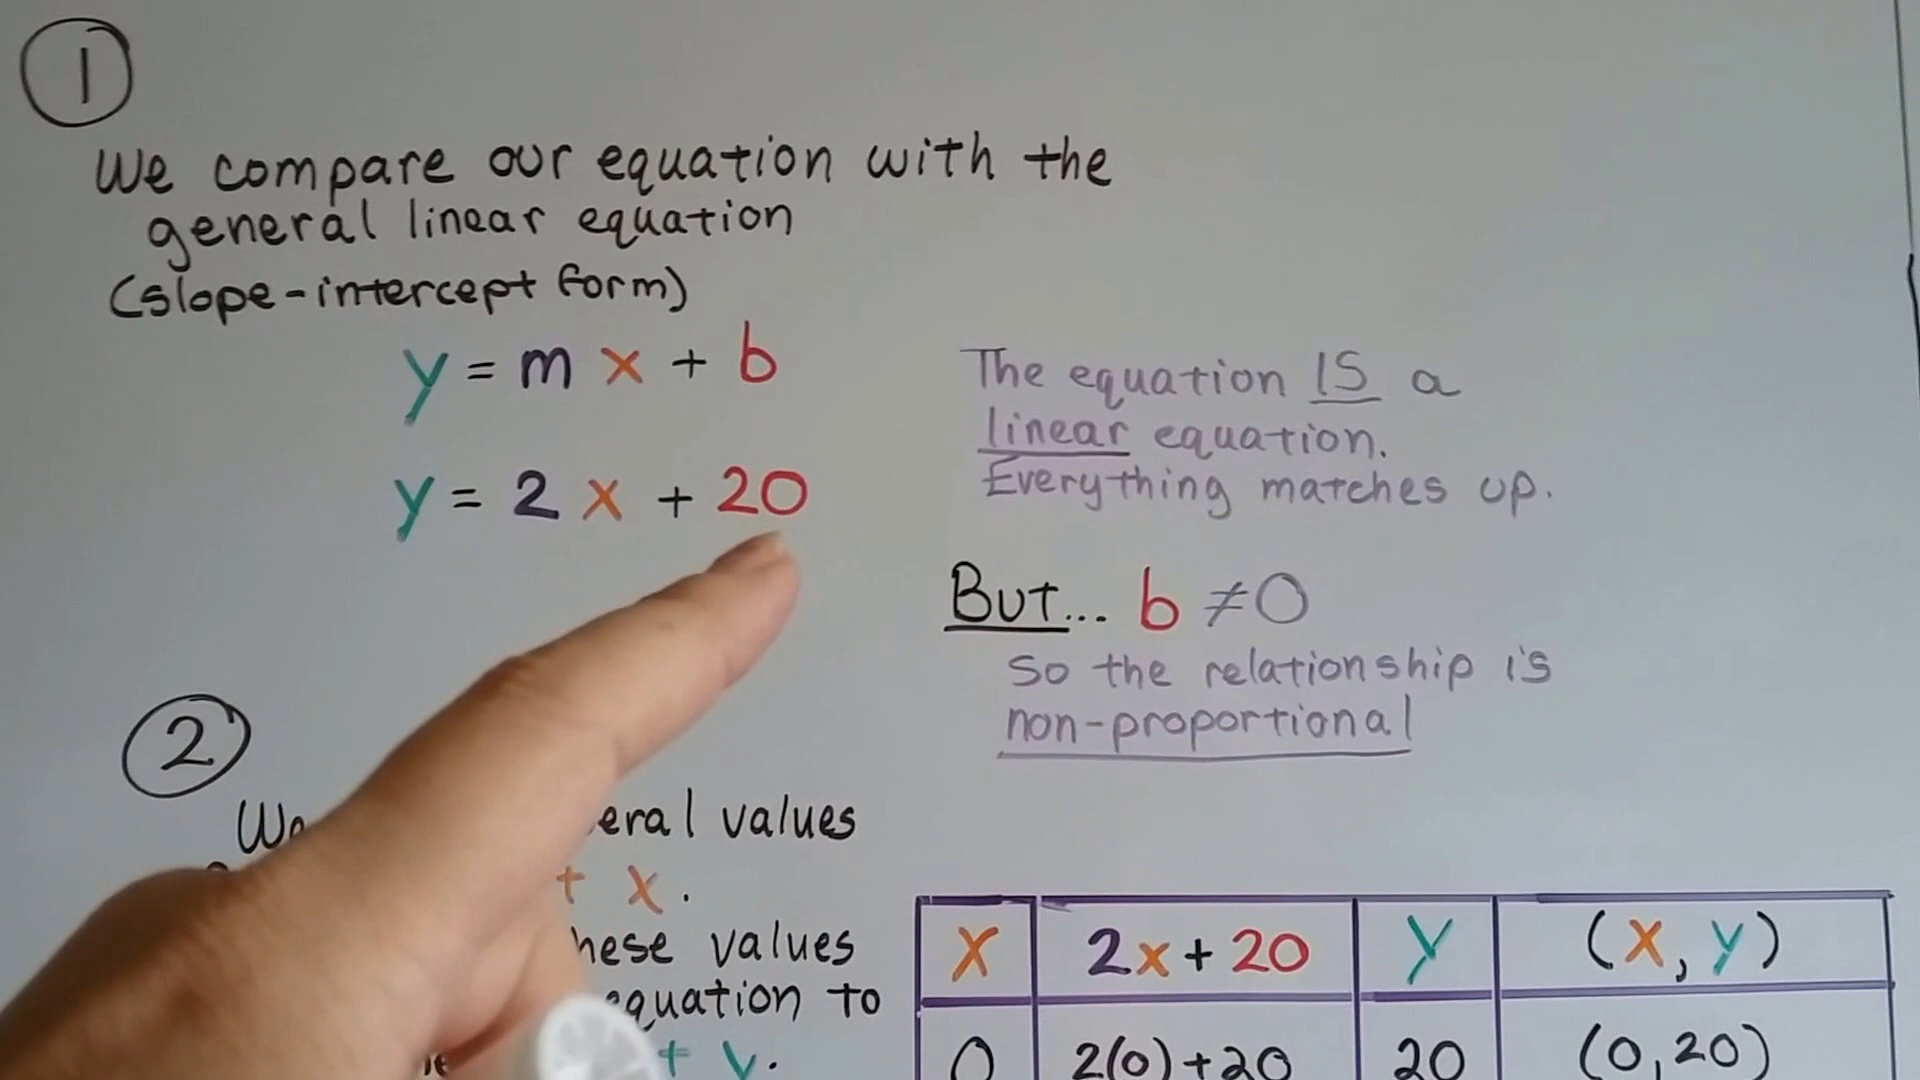 1
We compare our equation with the
general linear equation
(slope-intercept form)
y = m x + b
y = 2 x + 20
The equation IS a
linear equation.
Everything matches up.
But... b ≠ 0
So the relationship is
non-proportional
2
values
x.
values
equation to
y.
x 2x + 20 y (x, y)
0 2(0)+20 20 (0,20)